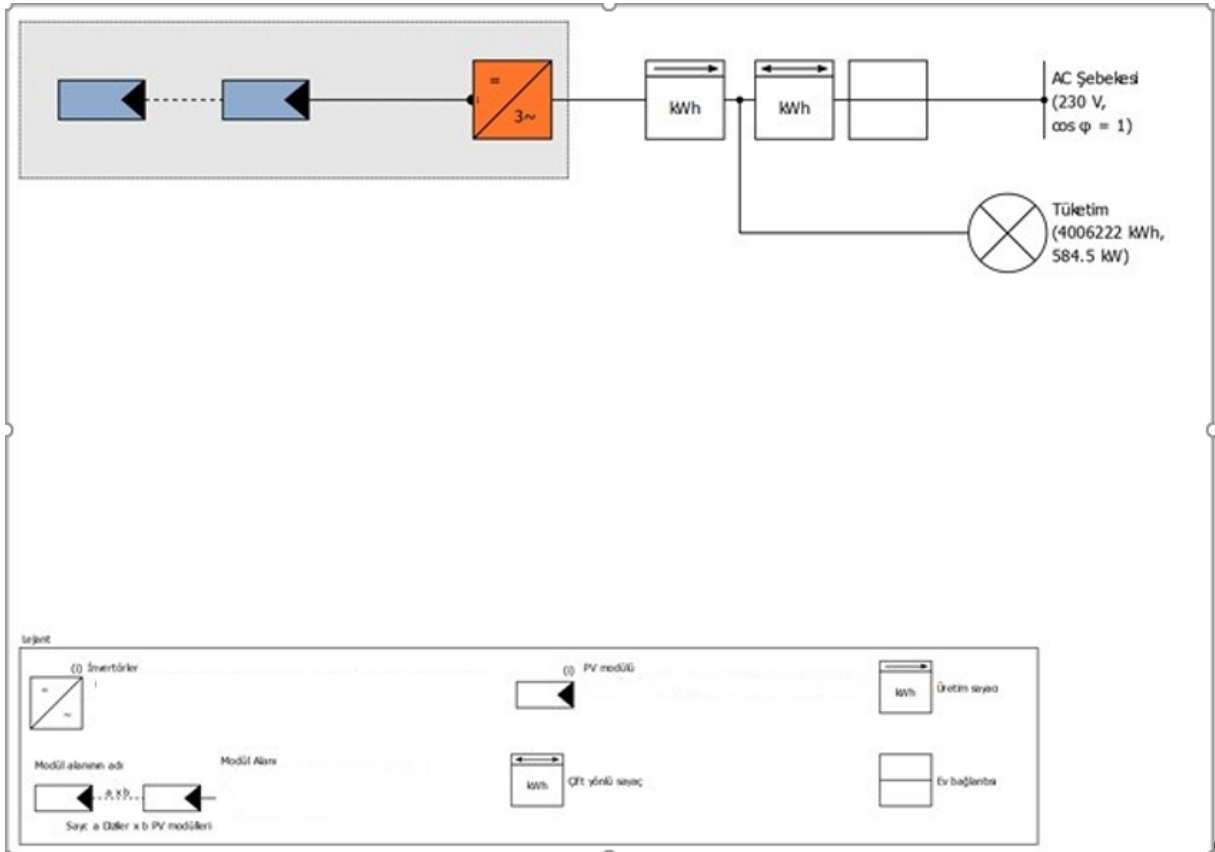 =
3~
kWh
kWh
AC Şebekesi
(230 V,
cos φ = 1)
Tüketim
(4006222 kWh,
584.5 kW)
Lejant
(i) İnvertörler
=
~
(i) PV modülü
kWh
Üretim sayacı
Modül alanının adı
Modül Alanı
a x b
Sayı: a Diziler x b PV modülleri
kWh
Çift yönlü sayaç
Ev bağlantısı